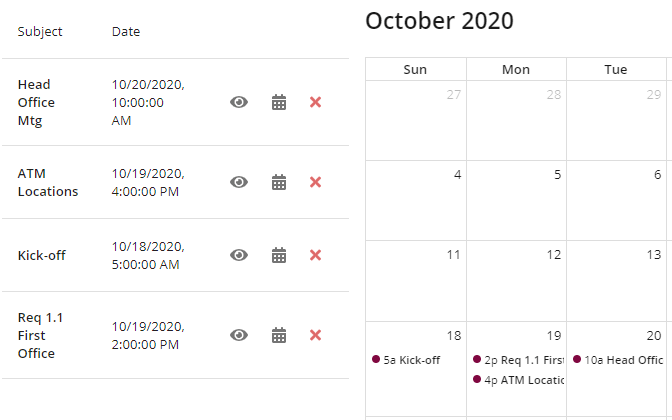 Subject Date
Head
Office
Mtg
10/20/2020,
10:00:00
AM
ATM
Locations
10/19/2020,
4:00:00 PM
Kick-off
10/18/2020,
5:00:00 AM
Req 1.1
First
Office
10/19/2020,
2:00:00 PM
October 2020
Sun Mon Tue
27 28 29
4 5 6
11 12 13
18 19 20
5a Kick-off
2p Req 1.1 First
4p ATM Locatic
10a Head Offic